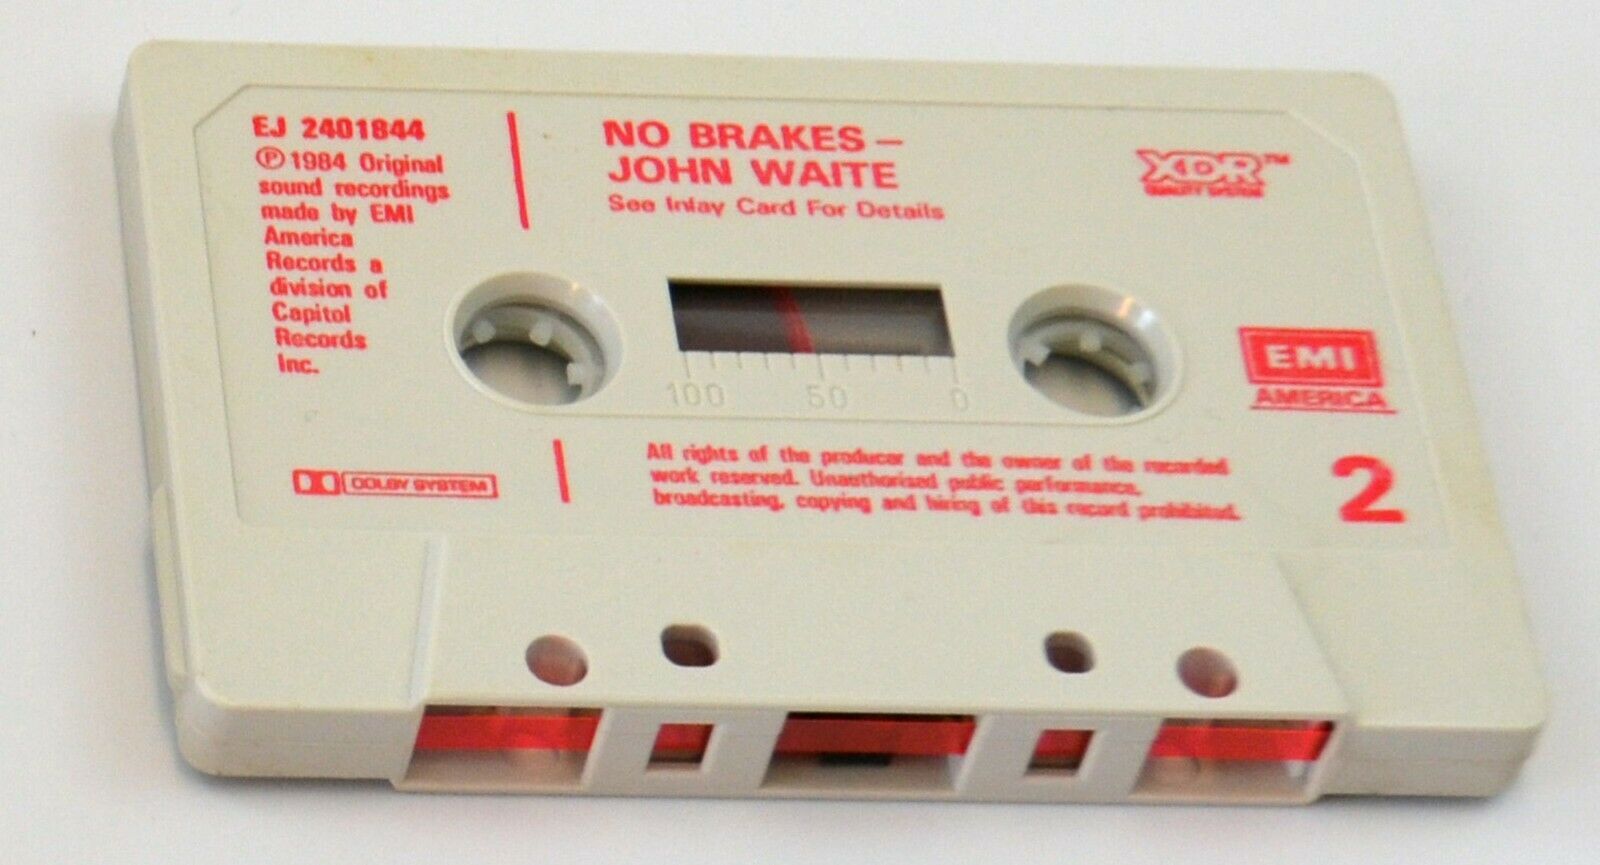 EJ 2401844
Ⓟ 1984 Original
sound recordings
made by EMI
America
Records a
division of
Capitol
Records
Inc.
NO BRAKES –
JOHN WAITE
See Inlay Card For Details
XDR™
QUALITY SYSTEM
100 50 0
EMI
AMERICA
2
DOLBY SYSTEM
All rights of the producer and the owner of the recorded
work reserved. Unauthorised public performance,
broadcasting, copying and hiring of this record prohibited.